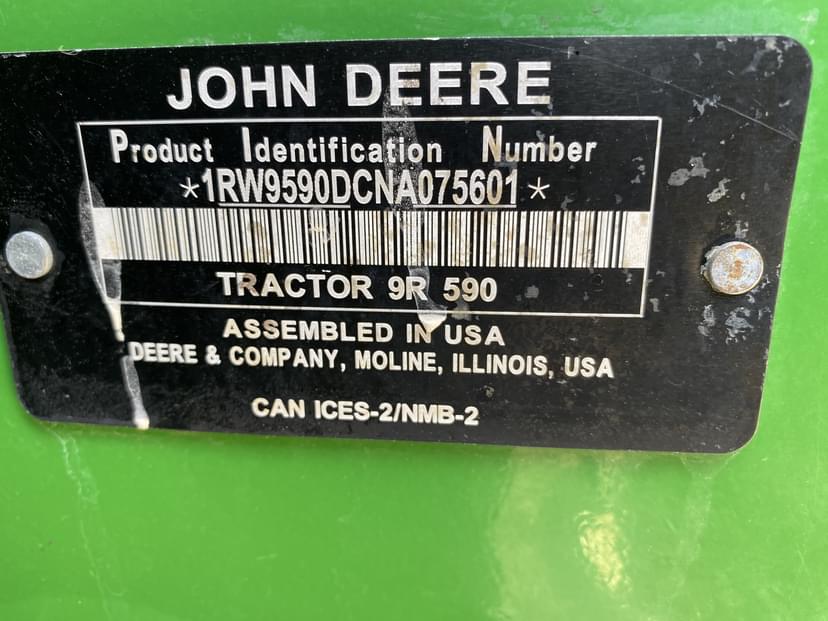 JOHN DEERE
Product Identification Number
*1RW9590DCNA075601*
TRACTOR 9R 590
ASSEMBLED IN USA
DEERE & COMPANY, MOLINE, ILLINOIS, USA
CAN ICES-2/NMB-2